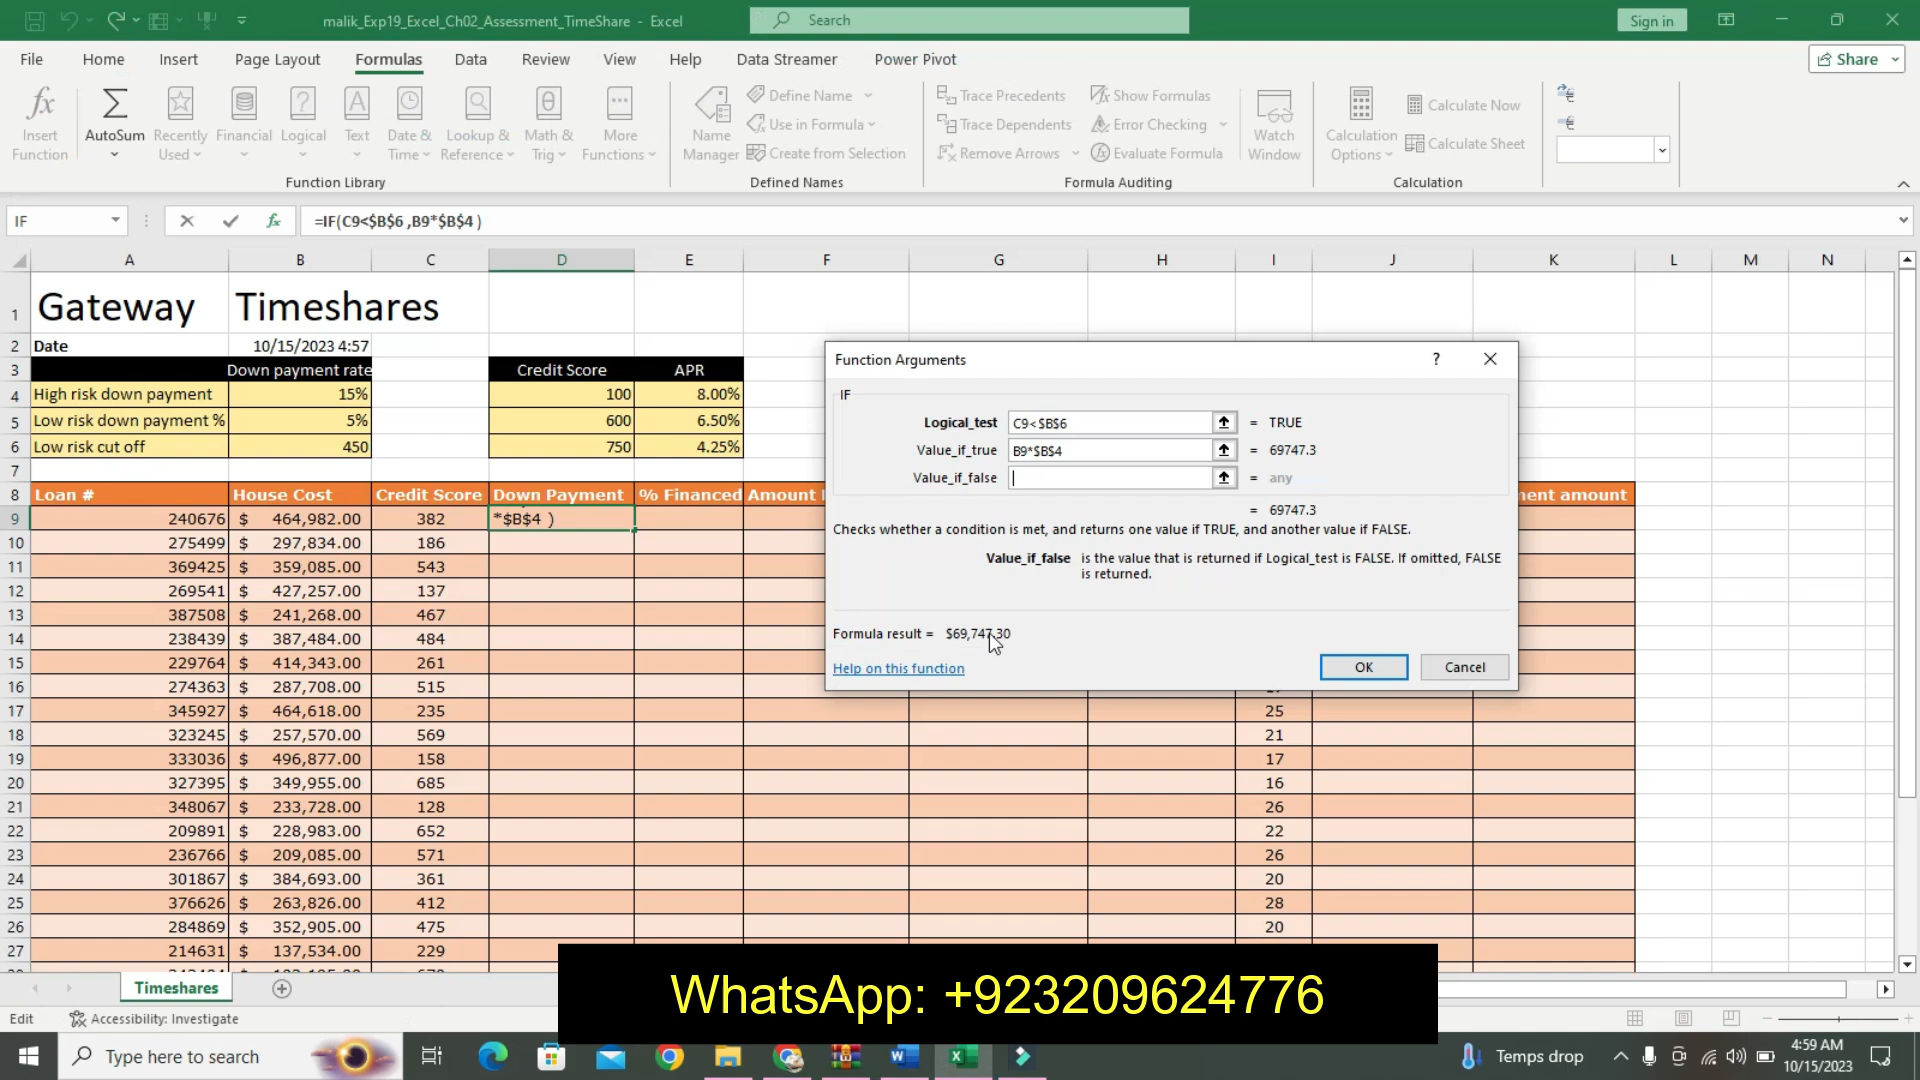 malik_Exp19_Excel_Ch02_Assessment_TimeShare - Excel
Search
Sign in
File Home Insert Page Layout Formulas Data Review View Help Data Streamer Power Pivot
Share
Insert Function
AutoSum
Recently Used
Financial
Logical
Text
Date & Time
Lookup & Reference
Math & Trig
More Functions
Function Library
Name Manager
Define Name
Use in Formula
Create from Selection
Defined Names
Trace Precedents
Trace Dependents
Remove Arrows
Show Formulas
Error Checking
Evaluate Formula
Formula Auditing
Watch Window
Calculation Options
Calculate Now
Calculate Sheet
Calculation
IF
fx
=IF(C9<$B$6 ,B9*$B$4 )
A B C D E F G H I J K L M N
1 Gateway Timeshares
2 Date 10/15/2023 4:57
3 Down payment rate Credit Score APR
4 High risk down payment 15% 100 8.00%
5 Low risk down payment % 5% 600 6.50%
6 Low risk cut off 450 750 4.25%
7
8 Loan # House Cost Credit Score Down Payment % Financed Amount nent amount
9 240676 $ 464,982.00 382 *$B$4 )
10 275499 $ 297,834.00 186
11 369425 $ 359,085.00 543
12 269541 $ 427,257.00 137
13 387508 $ 241,268.00 467
14 238439 $ 387,484.00 484
15 229764 $ 414,343.00 261
16 274363 $ 287,708.00 515
17 345927 $ 464,618.00 235 25
18 323245 $ 257,570.00 569 21
19 333036 $ 496,877.00 158 17
20 327395 $ 349,955.00 685 16
21 348067 $ 233,728.00 128 26
22 209891 $ 228,983.00 652 22
23 236766 $ 209,085.00 571 26
24 301867 $ 384,693.00 361 20
25 376626 $ 263,826.00 412 28
26 284869 $ 352,905.00 475 20
27 214631 $ 137,534.00 229
Function Arguments ?
IF
Logical_test C9<$B$6 = TRUE
Value_if_true B9*$B$4 = 69747.3
Value_if_false = any
= 69747.3
Checks whether a condition is met, and returns one value if TRUE, and another value if FALSE.
Value_if_false is the value that is returned if Logical_test is FALSE. If omitted, FALSE
is returned.
Formula result = $69,747.30
Help on this function
OK Cancel
WhatsApp: +923209624776
Timeshares
Edit Accessibility: Investigate
Type here to search
Temps drop
4:59 AM
10/15/2023